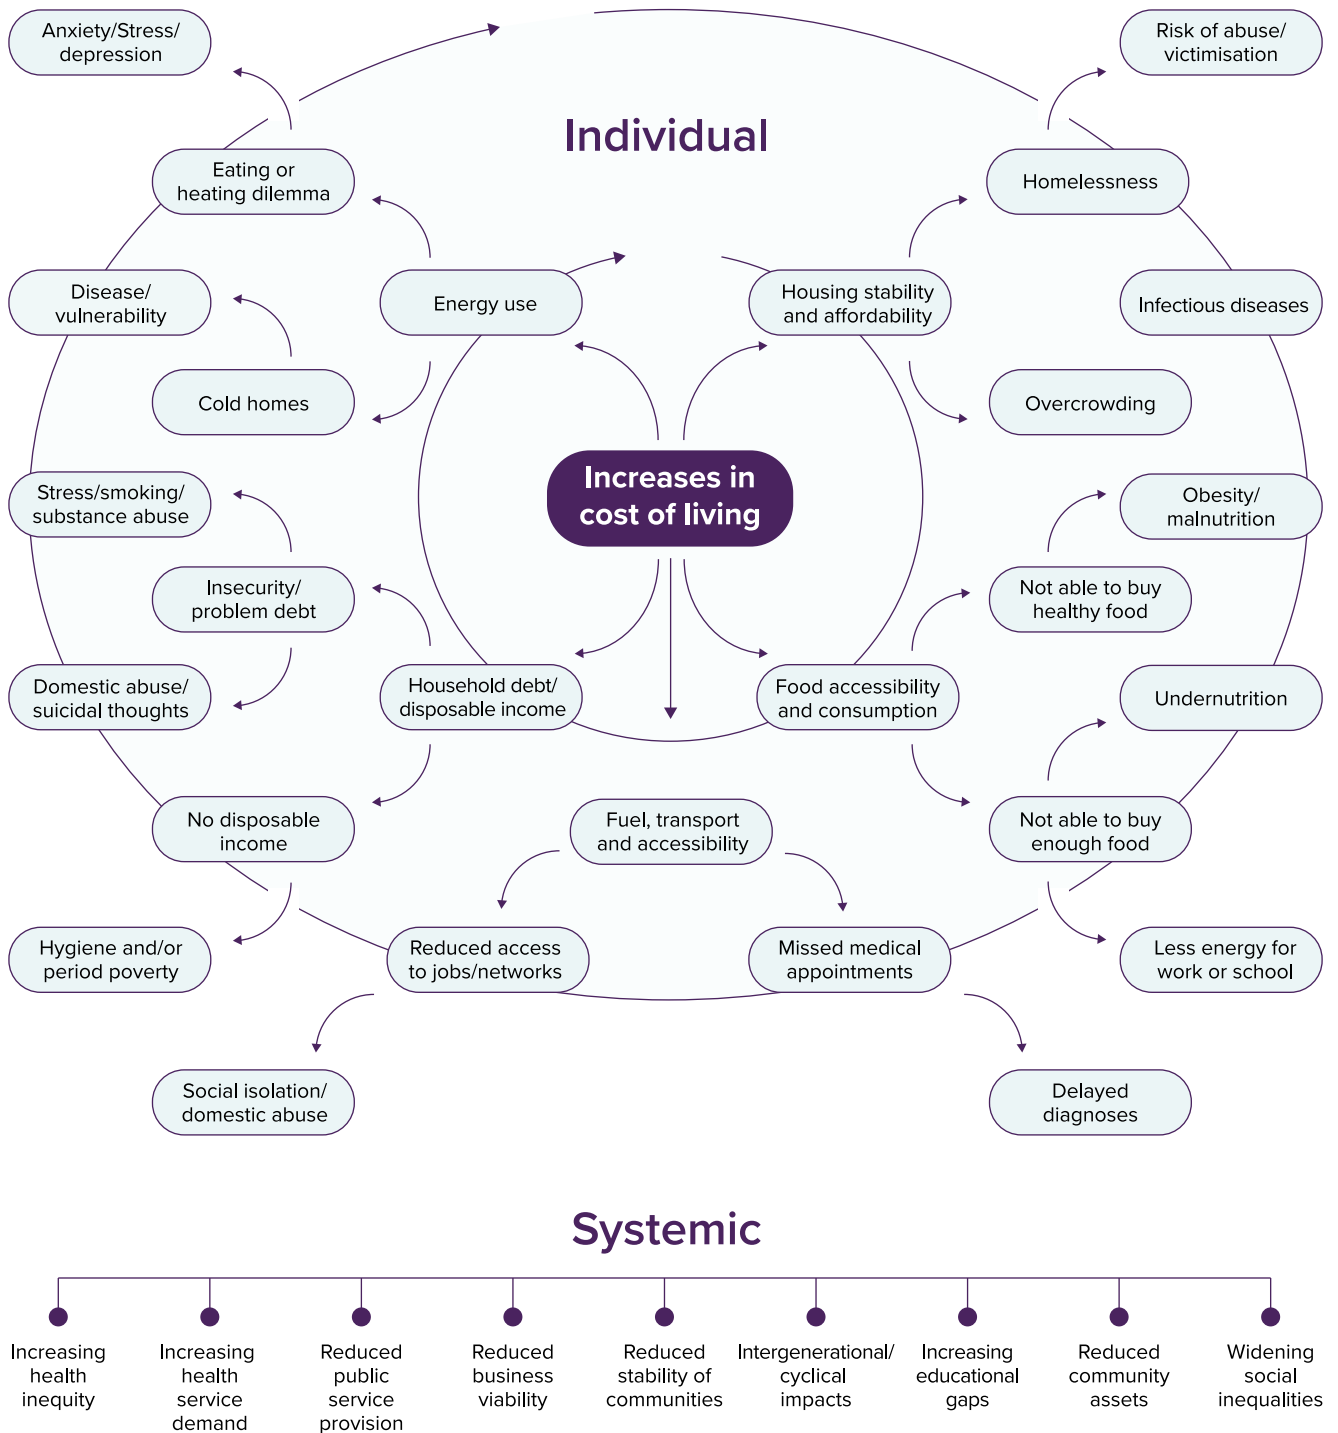 Anxiety/Stress/
depression
Risk of abuse/
victimisation
Individual
Eating or
heating dilemma
Homelessness
Disease/
vulnerability
Energy use
Housing stability
and affordability
Infectious diseases
Cold homes
Overcrowding
Increases in
cost of living
Stress/smoking/
substance abuse
Obesity/
malnutrition
Insecurity/
problem debt
Not able to buy
healthy food
Domestic abuse/
suicidal thoughts
Household debt/
disposable income
Food accessibility
and consumption
Undernutrition
No disposable
income
Fuel, transport
and accessibility
Not able to buy
enough food
Hygiene and/or
period poverty
Reduced access
to jobs/networks
Missed medical
appointments
Less energy for
work or school
Social isolation/
domestic abuse
Delayed
diagnoses
Systemic
Increasing
health
inequity
Increasing
health
service
demand
Reduced
public
service
provision
Reduced
business
viability
Reduced
stability of
communities
Intergenerational/
cyclical
impacts
Increasing
educational
gaps
Reduced
community
assets
Widening
social
inequalities